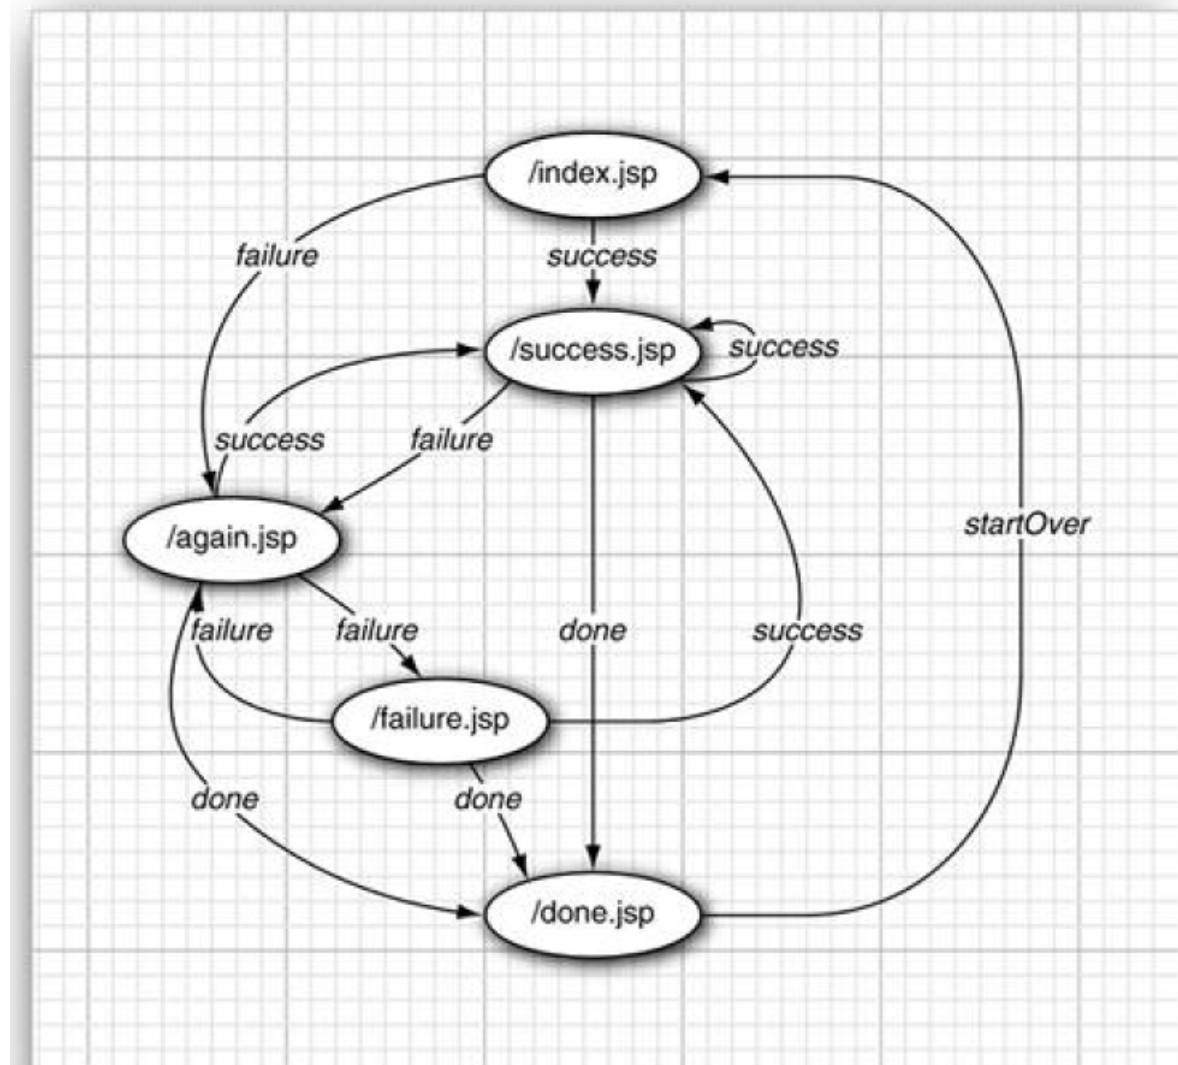 /index.jsp
failure
success
/success.jsp
success
success
failure
/again.jsp
startOver
failure
failure
done
success
/failure.jsp
done
done
/done.jsp